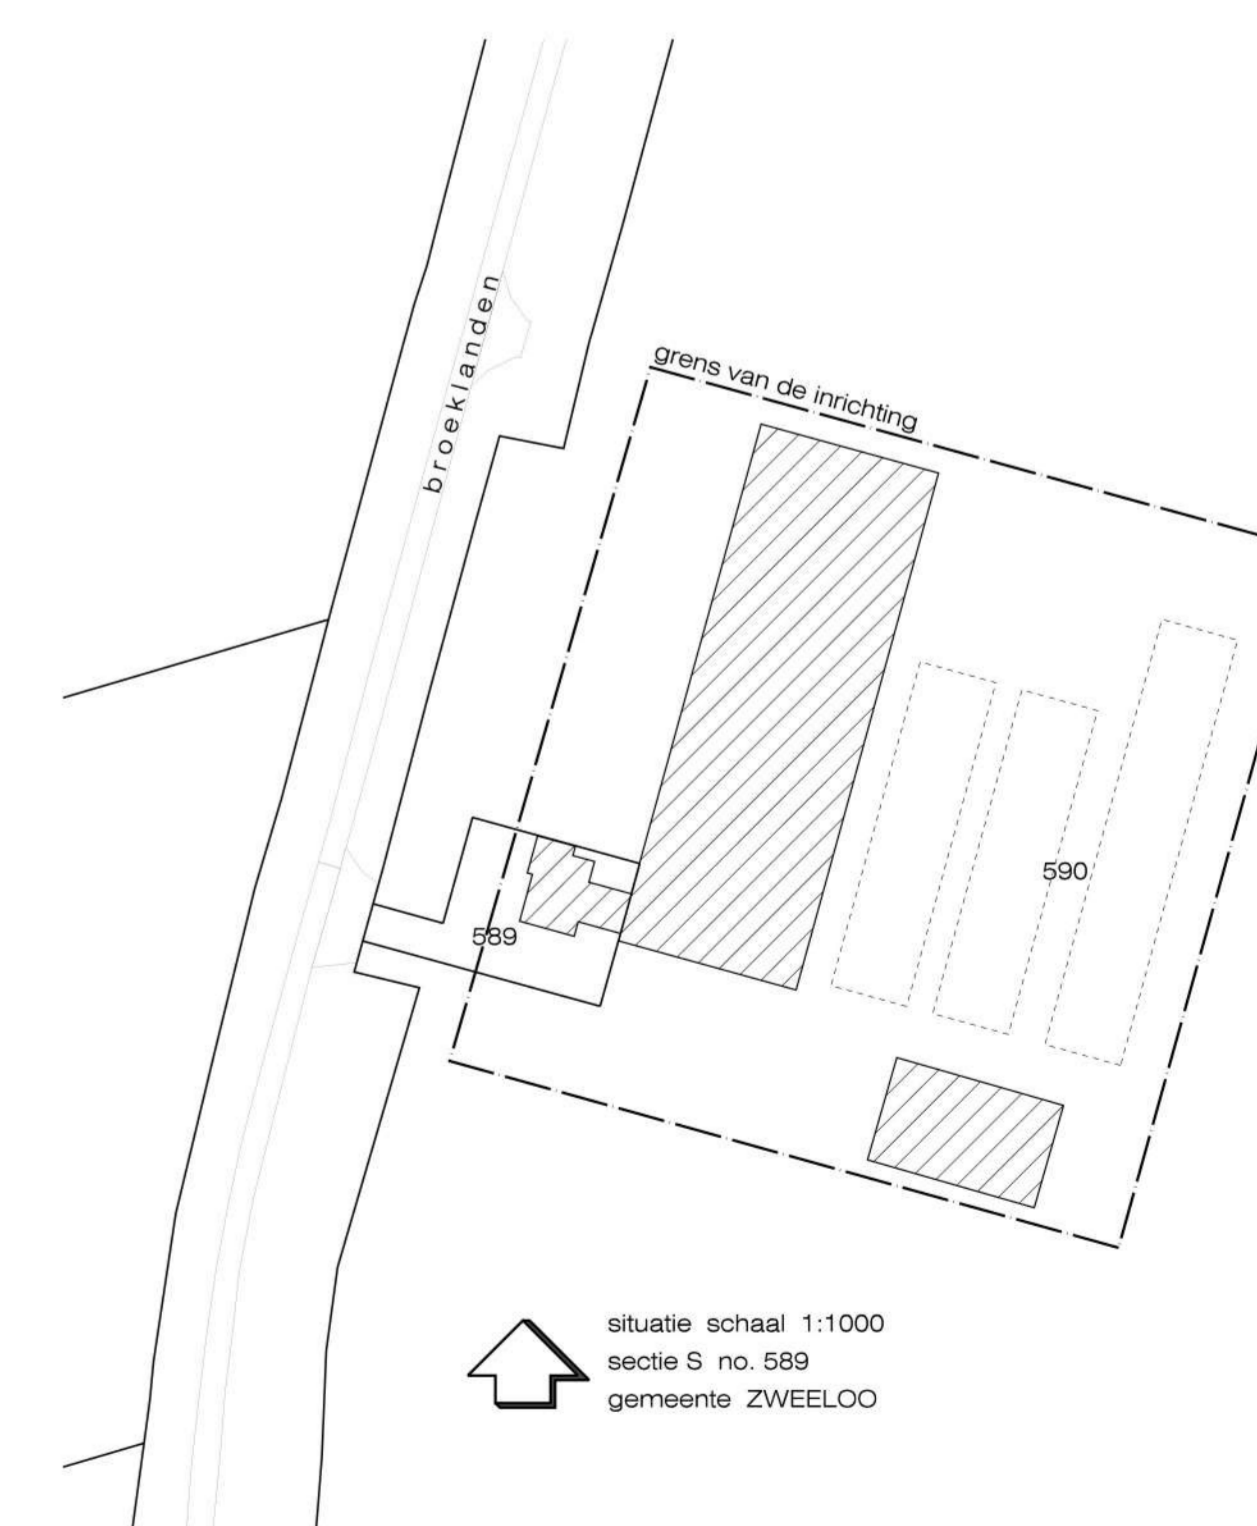 broeklanden
grens van de inrichting
590
589
situatie schaal 1:1000
sectie S no. 589
gemeente ZWEELOO